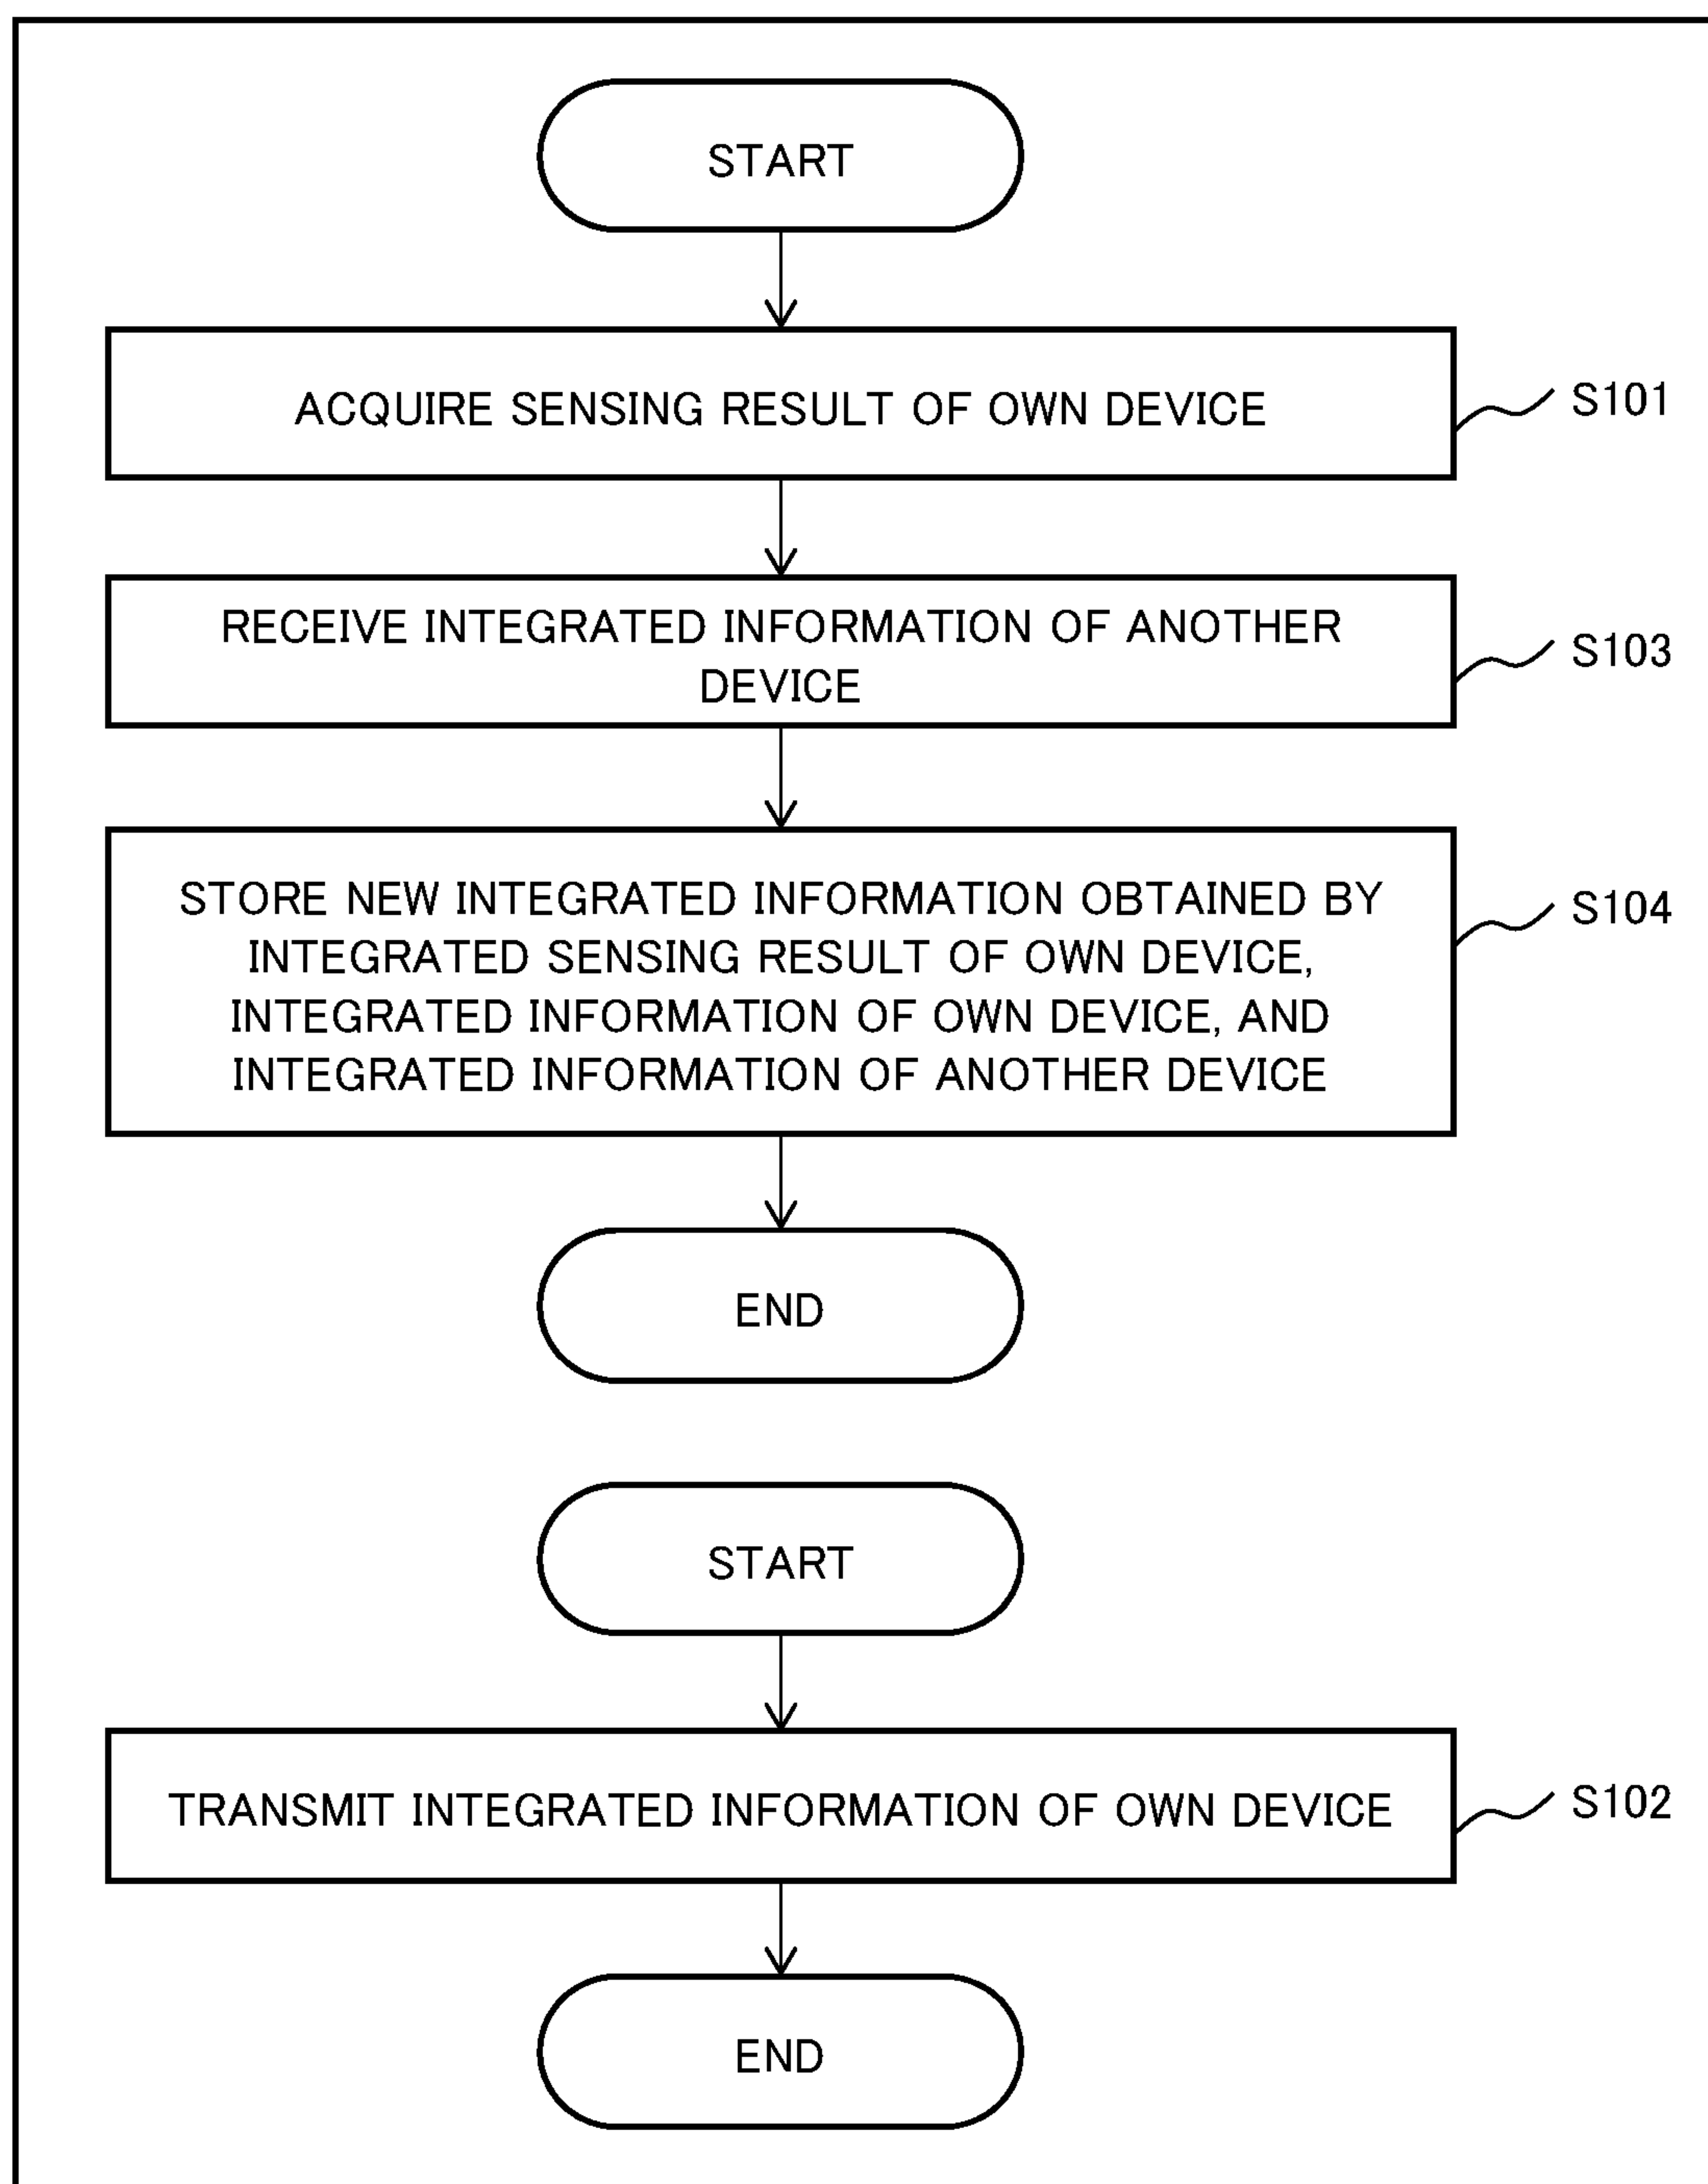 START
ACQUIRE SENSING RESULT OF OWN DEVICE
S101
RECEIVE INTEGRATED INFORMATION OF ANOTHER
DEVICE
S103
STORE NEW INTEGRATED INFORMATION OBTAINED BY
INTEGRATED SENSING RESULT OF OWN DEVICE,
INTEGRATED INFORMATION OF OWN DEVICE, AND
INTEGRATED INFORMATION OF ANOTHER DEVICE
S104
END
START
TRANSMIT INTEGRATED INFORMATION OF OWN DEVICE
S102
END